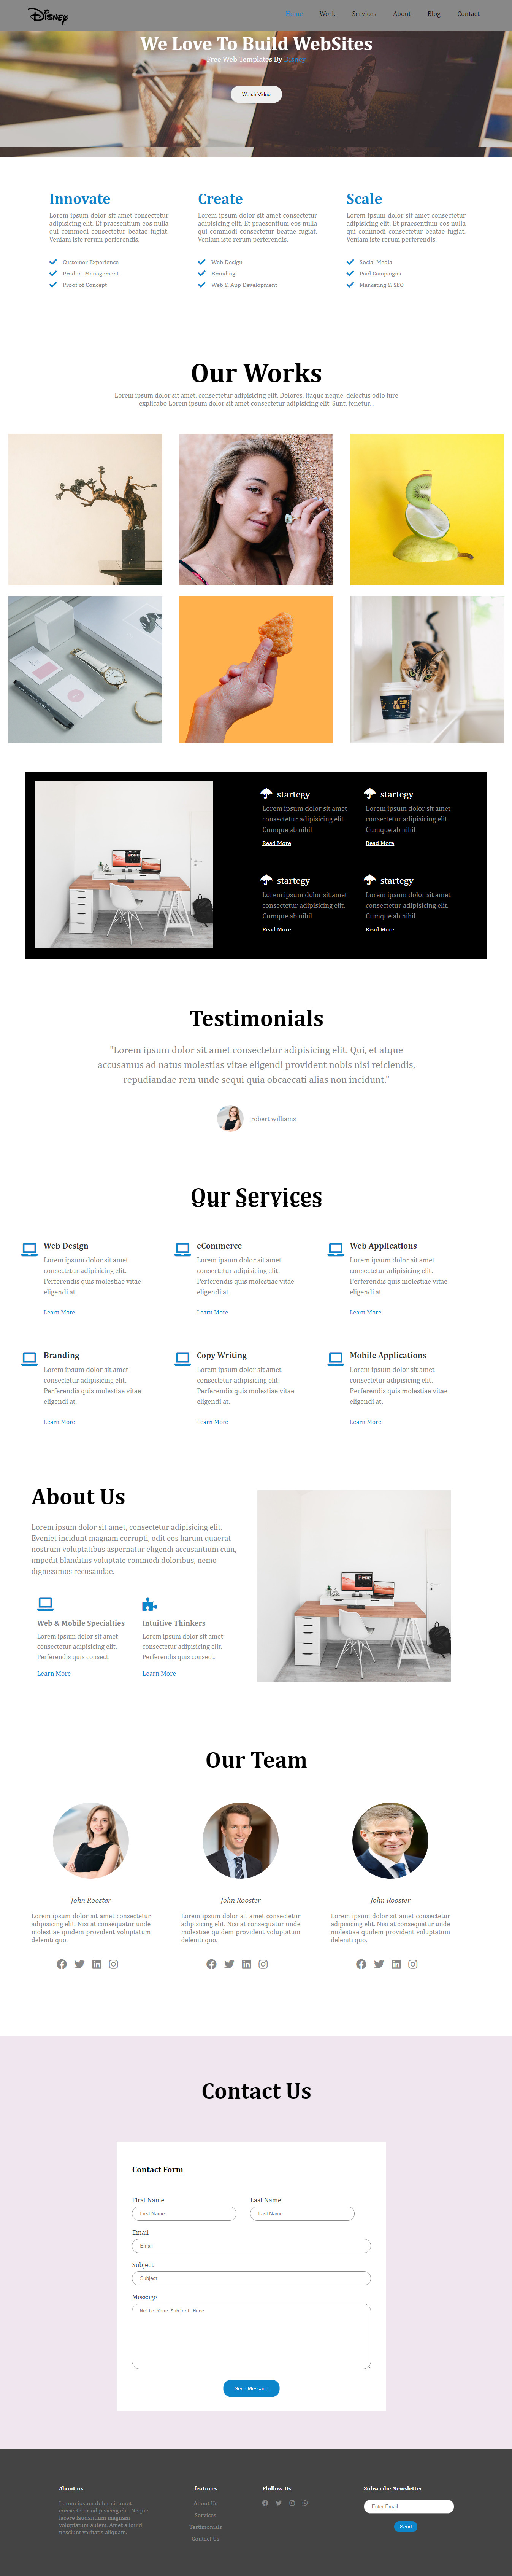 Disney
Home Work Services About Blog Contact
We Love To Build WebSites
Free Web Templates By
Watch Video
Innovate
Lorem ipsum dolor sit amet consectetur
adipisicing elit. Et praesentium eos nulla
qui commodi consectetur beatae fugiat.
Veniam iste rerum perferendis.
Customer Experience
Product Management
Proof of Concept
Create
Lorem ipsum dolor sit amet consectetur
adipisicing elit. Et praesentium eos nulla
qui commodi consectetur beatae fugiat.
Veniam iste rerum perferendis.
Web Design
Branding
Web & App Development
Scale
Lorem ipsum dolor sit amet consectetur
adipisicing elit. Et praesentium eos nulla
qui commodi consectetur beatae fugiat.
Veniam iste rerum perferendis.
Social Media
Paid Campaigns
Marketing & SEO
Our Works
Lorem ipsum dolor sit amet, consectetur adipisicing elit. Dolores, itaque neque, delectus odio iure
explicabo Lorem ipsum dolor sit amet consectetur adipisicing elit. Sunt, tenetur. .
startegy
Lorem ipsum dolor sit amet
consectetur adipisicing elit.
Cumque ab nihil
Read More
startegy
Lorem ipsum dolor sit amet
consectetur adipisicing elit.
Cumque ab nihil
Read More
startegy
Lorem ipsum dolor sit amet
consectetur adipisicing elit.
Cumque ab nihil
Read More
startegy
Lorem ipsum dolor sit amet
consectetur adipisicing elit.
Cumque ab nihil
Read More
Testimonials
"Lorem ipsum dolor sit amet consectetur adipisicing elit. Qui, et atque
accusamus ad natus molestias vitae eligendi provident nobis nisi reiciendis,
repudiandae rem unde sequi quia obcaecati alias non incidunt."
robert williams
Our Services
Web Design
Lorem ipsum dolor sit amet
consectetur adipisicing elit.
Perferendis quis molestiae vitae
eligendi at.
Learn More
eCommerce
Lorem ipsum dolor sit amet
consectetur adipisicing elit.
Perferendis quis molestiae vitae
eligendi at.
Learn More
Web Applications
Lorem ipsum dolor sit amet
consectetur adipisicing elit.
Perferendis quis molestiae vitae
eligendi at.
Learn More
Branding
Lorem ipsum dolor sit amet
consectetur adipisicing elit.
Perferendis quis molestiae vitae
eligendi at.
Learn More
Copy Writing
Lorem ipsum dolor sit amet
consectetur adipisicing elit.
Perferendis quis molestiae vitae
eligendi at.
Learn More
Mobile Applications
Lorem ipsum dolor sit amet
consectetur adipisicing elit.
Perferendis quis molestiae vitae
eligendi at.
Learn More
About Us
Lorem ipsum dolor sit amet, consectetur adipisicing elit.
Eveniet incidunt magnam corrupti, odit eos harum quaerat
nostrum voluptatibus aspernatur eligendi accusantium cum,
impedit blanditiis voluptate commodi doloribus, nemo
dignissimos recusandae.
Web & Mobile Specialties
Lorem ipsum dolor sit amet
consectetur adipisicing elit.
Perferendis quis consect.
Learn More
Intuitive Thinkers
Lorem ipsum dolor sit amet
consectetur adipisicing elit.
Perferendis quis consect.
Learn More
Our Team
John Rooster
Lorem ipsum dolor sit amet consectetur
adipisicing elit. Nisi at consequatur unde
molestiae quidem provident voluptatum
deleniti quo.
John Rooster
Lorem ipsum dolor sit amet consectetur
adipisicing elit. Nisi at consequatur unde
molestiae quidem provident voluptatum
deleniti quo.
John Rooster
Lorem ipsum dolor sit amet consectetur
adipisicing elit. Nisi at consequatur unde
molestiae quidem provident voluptatum
deleniti quo.
Contact Us
Contact Form
First Name Last Name
First Name Last Name
Email
Email
Subject
Subject
Message
Write Your Subject Here
Send Message
About us
Lorem ipsum dolor sit amet
consectetur adipisicing elit. Neque
facere laudantium magnam
voluptatum autem. Amet aliquid
nesciunt veritatis aliquam.
features
About Us
Services
Testimonials
Contact Us
Flollow Us
Subscribe Newsletter
Enter Email
Send